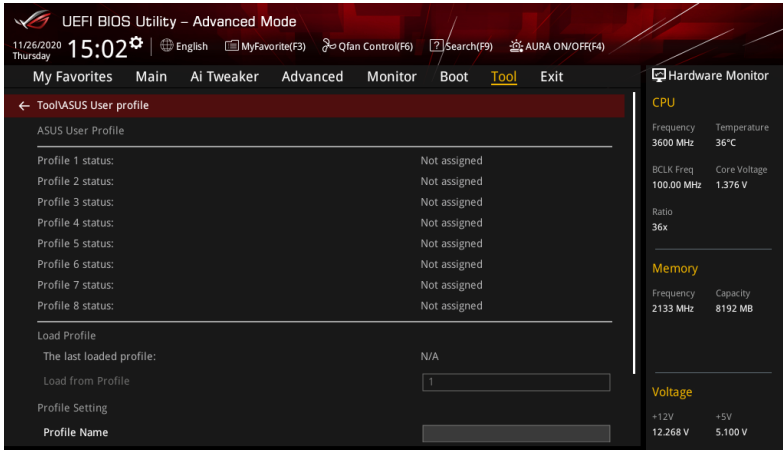 UEFI BIOS Utility – Advanced Mode
11/26/2020 Thursday 15:02 English MyFavorite(F3) Qfan Control(F6) ? Search(F9) AURA ON/OFF(F4)
My Favorites Main Ai Tweaker Advanced Monitor Boot Tool Exit
Hardware Monitor
← Tool\ASUS User profile
ASUS User Profile
Profile 1 status: Not assigned
Profile 2 status: Not assigned
Profile 3 status: Not assigned
Profile 4 status: Not assigned
Profile 5 status: Not assigned
Profile 6 status: Not assigned
Profile 7 status: Not assigned
Profile 8 status: Not assigned
Load Profile
The last loaded profile: N/A
Load from Profile 1
Profile Setting
Profile Name
CPU
Frequency Temperature
3600 MHz 36°C
BCLK Freq Core Voltage
100.00 MHz 1.376 V
Ratio
36x
Memory
Frequency Capacity
2133 MHz 8192 MB
Voltage
+12V +5V
12.268 V 5.100 V